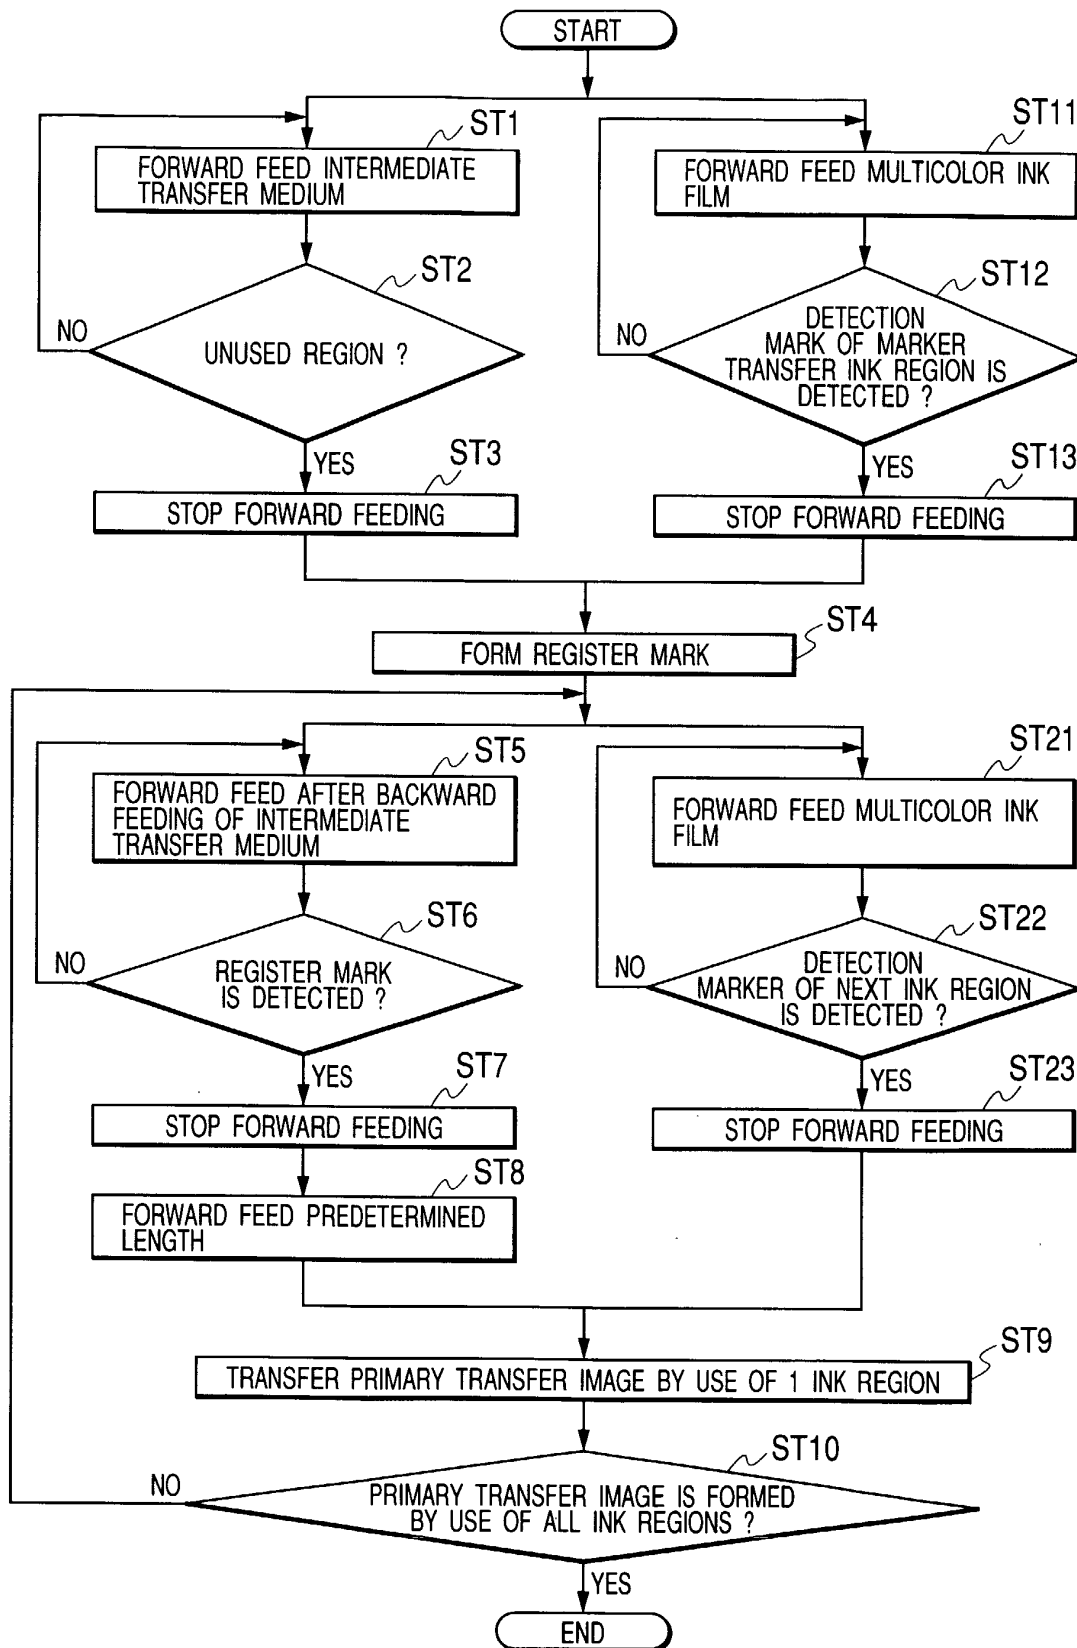 START
ST1
FORWARD FEED INTERMEDIATE
TRANSFER MEDIUM
ST11
FORWARD FEED MULTICOLOR INK
FILM
ST2
UNUSED REGION ?
NO
YES
ST12
DETECTION
MARK OF MARKER
TRANSFER INK REGION IS
DETECTED ?
NO
YES
ST3
STOP FORWARD FEEDING
ST13
STOP FORWARD FEEDING
ST4
FORM REGISTER MARK
ST5
FORWARD FEED AFTER BACKWARD
FEEDING OF INTERMEDIATE
TRANSFER MEDIUM
ST21
FORWARD FEED MULTICOLOR INK
FILM
ST6
REGISTER MARK
IS DETECTED ?
NO
YES
ST22
DETECTION
MARKER OF NEXT INK REGION
IS DETECTED ?
NO
YES
ST7
STOP FORWARD FEEDING
ST23
STOP FORWARD FEEDING
ST8
FORWARD FEED PREDETERMINED
LENGTH
ST9
TRANSFER PRIMARY TRANSFER IMAGE BY USE OF 1 INK REGION
ST10
PRIMARY TRANSFER IMAGE IS FORMED
BY USE OF ALL INK REGIONS ?
NO
YES
END